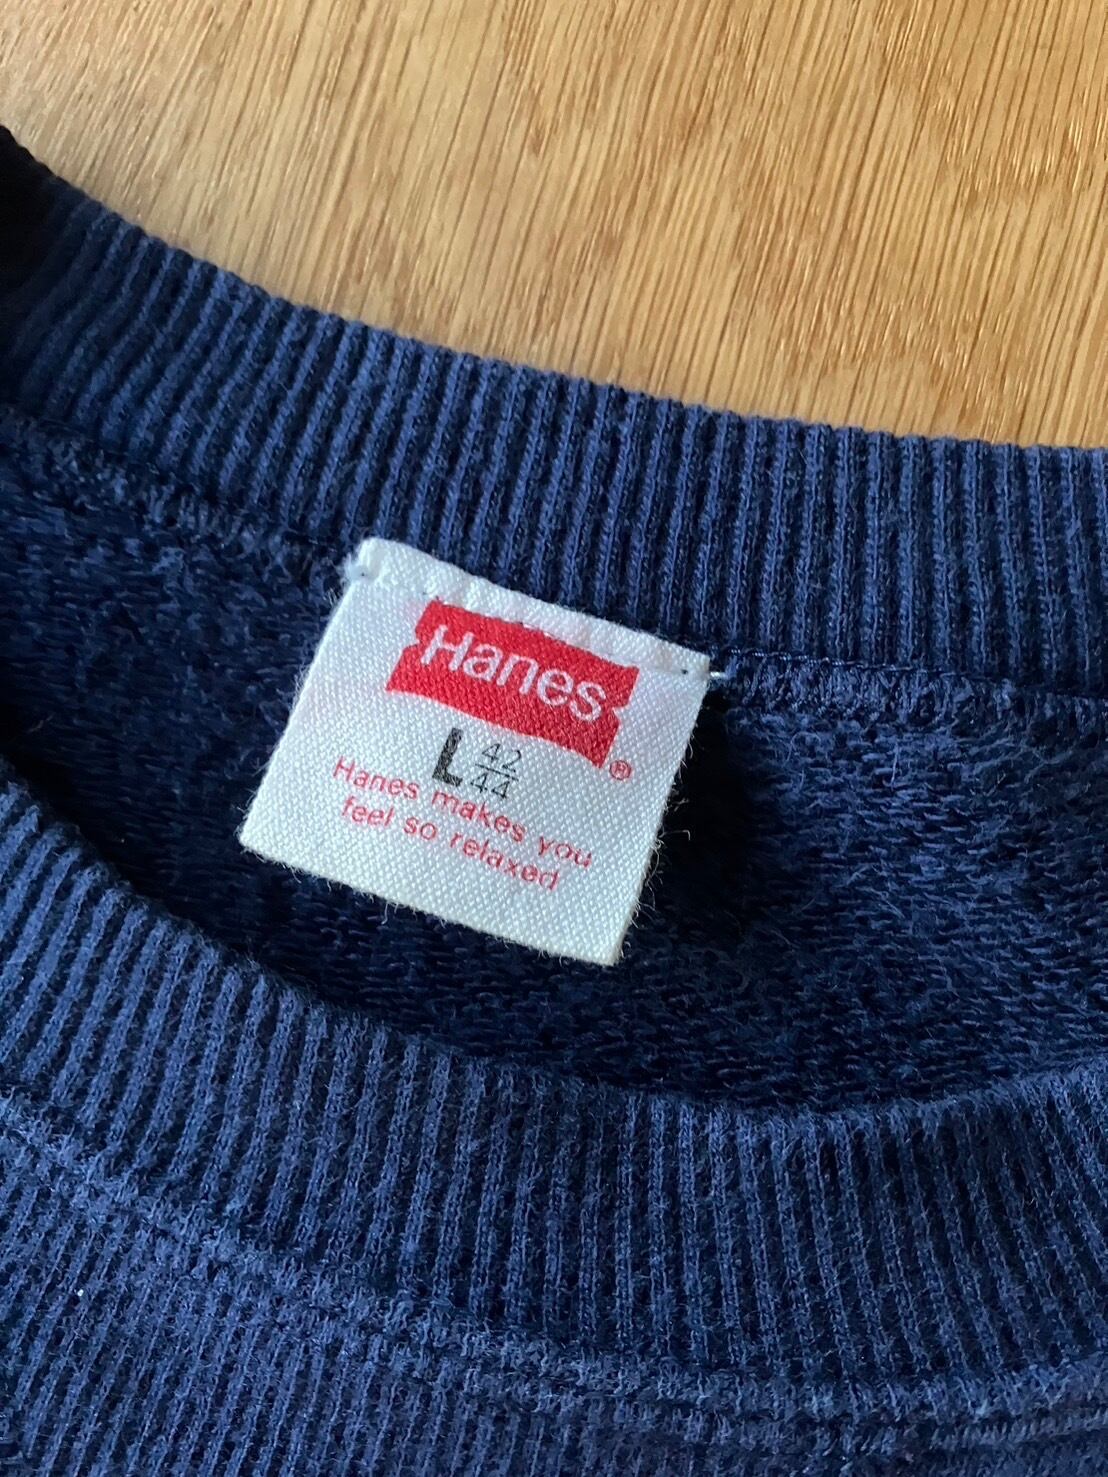 Hanes
L 42/44
Hanes makes you
feel so relaxed